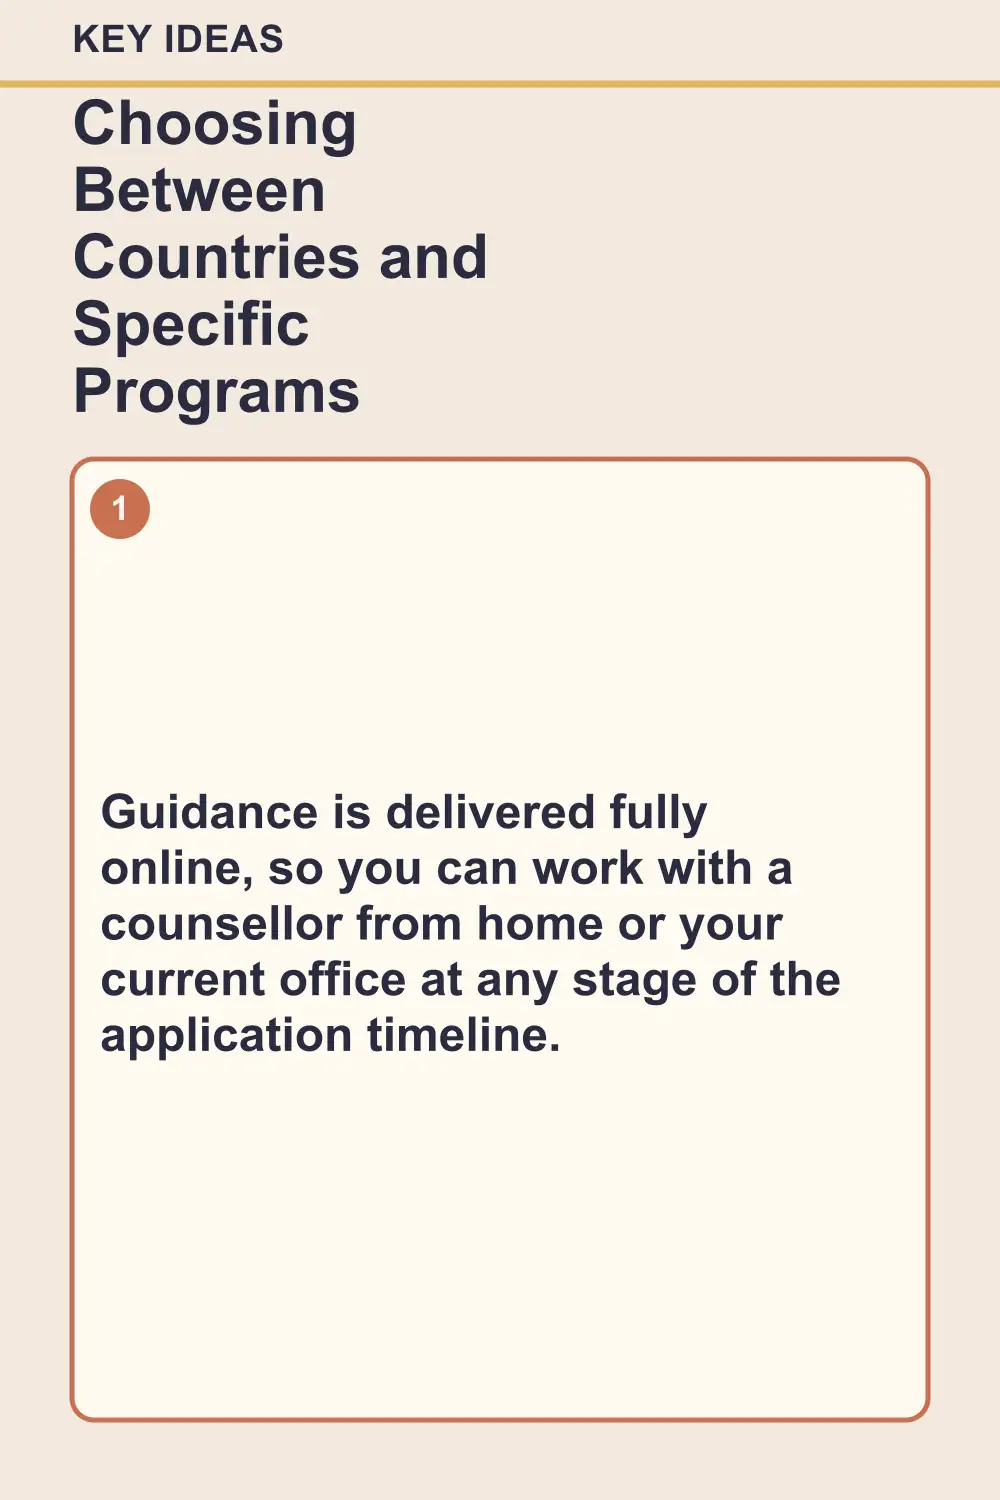 KEY IDEAS
Choosing
Between
Countries and
Specific
Programs
1
Guidance is delivered fully
online, so you can work with a
counsellor from home or your
current office at any stage of the
application timeline.